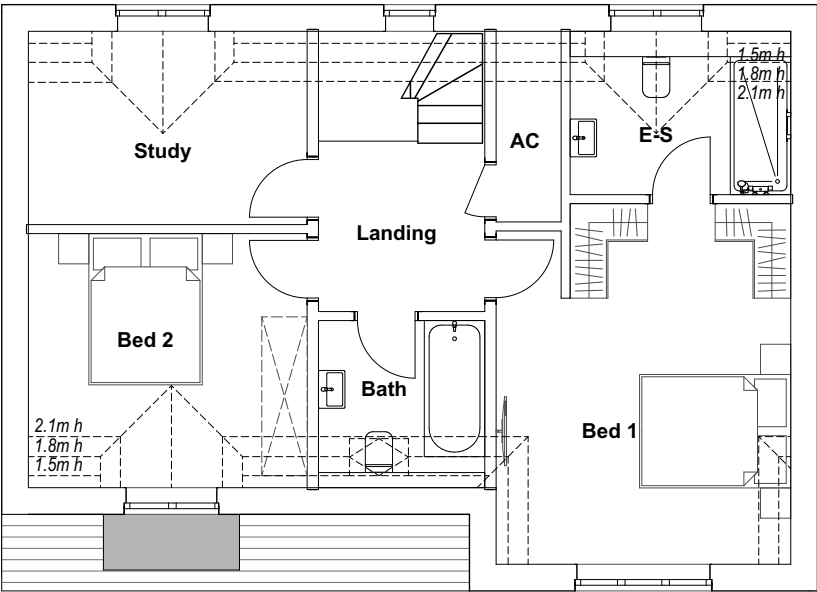 1.5m h
1.8m h
2.1m h
Study
AC
E-S
Landing
Bed 2
Bath
Bed 1
2.1m h
1.8m h
1.5m h